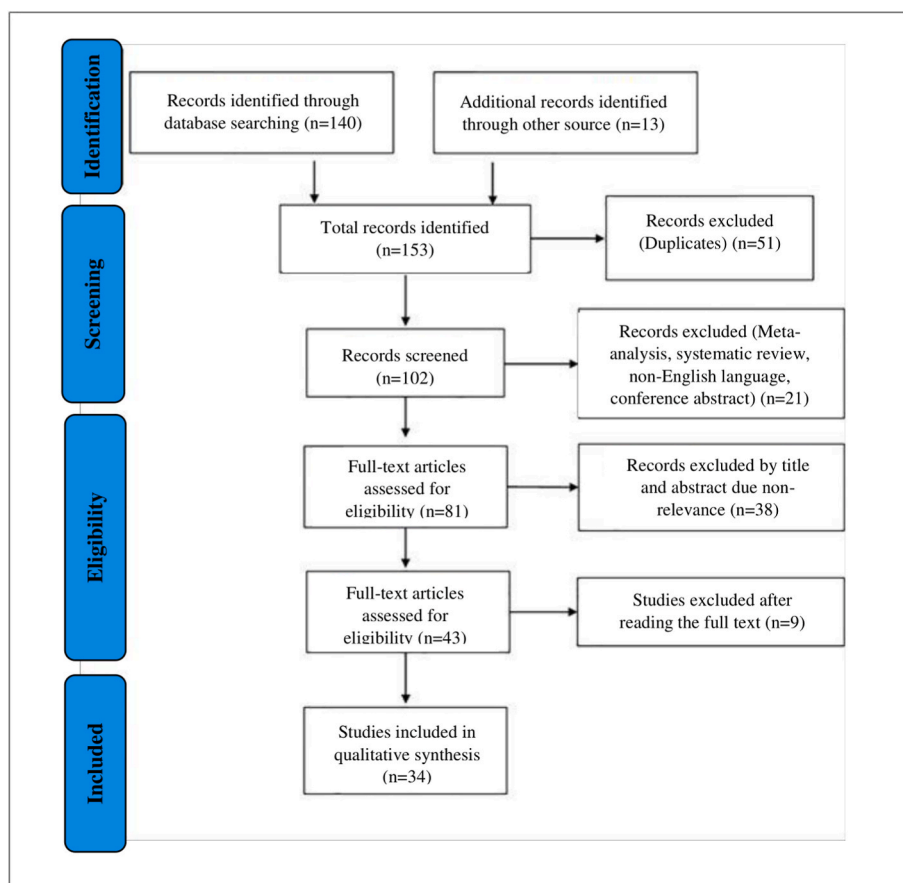 Identification
Records identified through
database searching (n=140)
Additional records identified
through other source (n=13)
Screening
Total records identified
(n=153)
Records excluded
(Duplicates) (n=51)
Records screened
(n=102)
Records excluded (Meta-
analysis, systematic review,
non-English language,
conference abstract) (n=21)
Eligibility
Full-text articles
assessed for
eligibility (n=81)
Records excluded by title
and abstract due non-
relevance (n=38)
Full-text articles
assessed for
eligibility (n=43)
Studies excluded after
reading the full text (n=9)
Included
Studies included in
qualitative synthesis
(n=34)